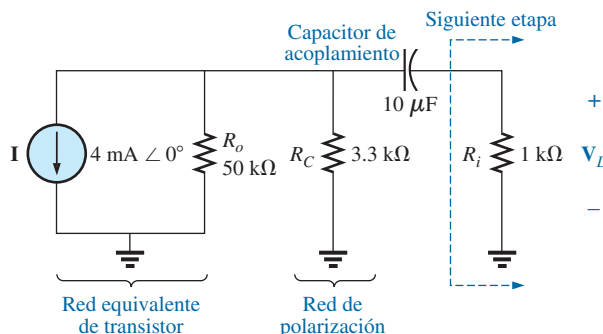 Siguiente etapa
Capacitor de
acoplamiento
10 μF
I
4 mA ∠ 0°
R_o
50 kΩ
R_C
3.3 kΩ
R_i
1 kΩ
+
V_L
−
Red equivalente
de transistor
Red de
polarización